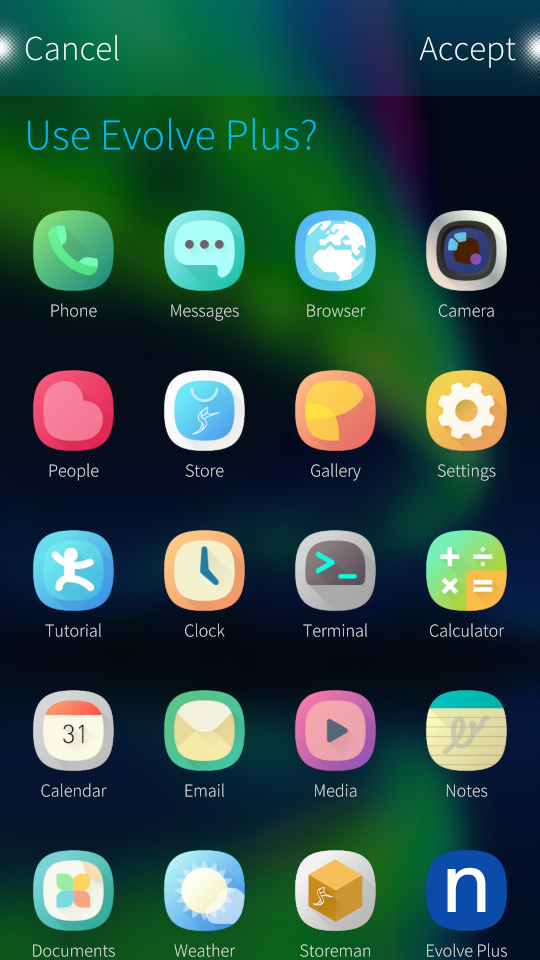 Cancel Accept
Use Evolve Plus?
Phone Messages Browser Camera
People Store Gallery Settings
Tutorial Clock Terminal Calculator
31
Calendar Email Media Notes
n
Documents Weather Storeman Evolve Plus